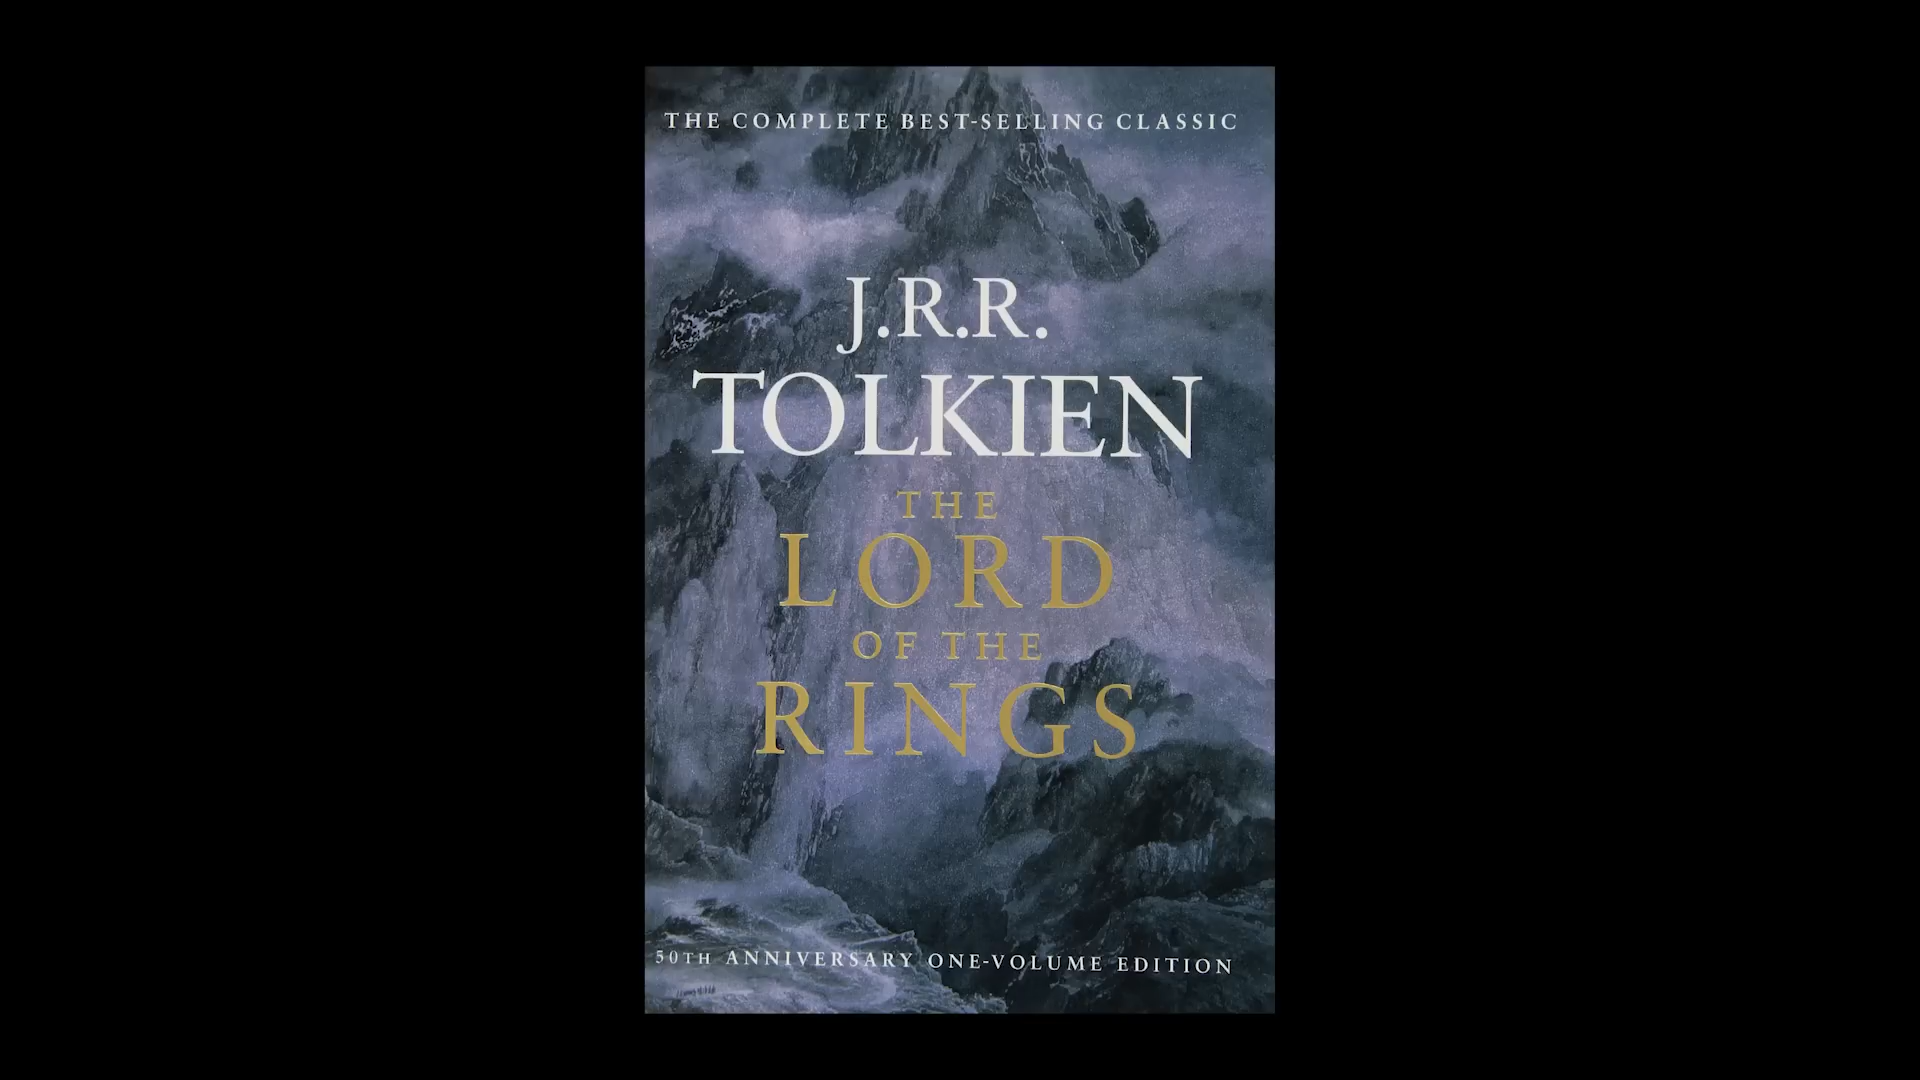 THE COMPLETE BEST-SELLING CLASSIC
J.R.R.
TOLKIEN
THE
LORD
OF THE
RINGS
50TH ANNIVERSARY ONE-VOLUME EDITION